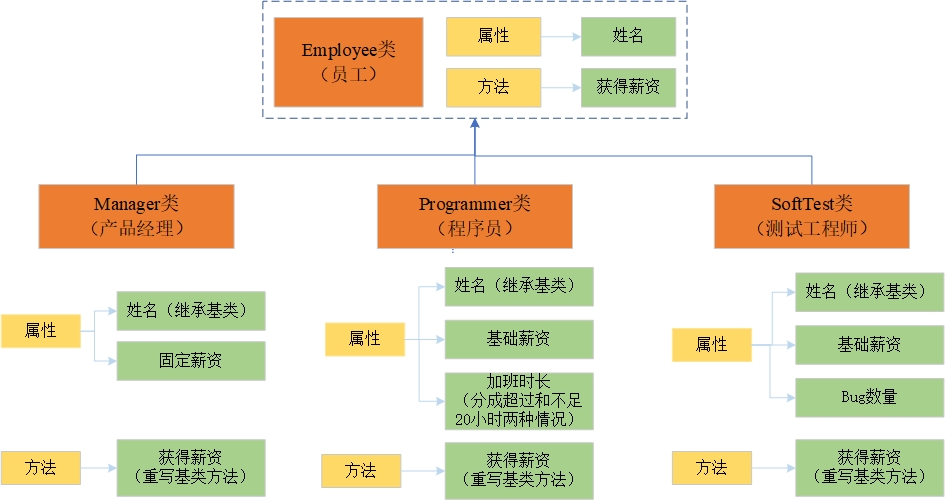 Employee类
（员工）
属性
姓名
方法
获得薪资
Manager类
（产品经理）
Programmer类
（程序员）
SoftTest类
（测试工程师）
属性
姓名（继承基类）
固定薪资
方法
获得薪资
（重写基类方法）
属性
姓名（继承基类）
基础薪资
加班时长
（分成超过和不足
20小时两种情况）
方法
获得薪资
（重写基类方法）
属性
姓名（继承基类）
基础薪资
Bug数量
方法
获得薪资
（重写基类方法）